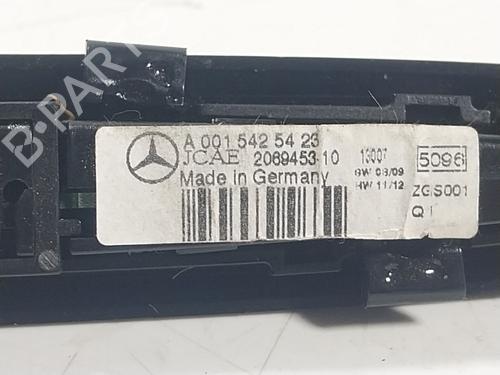 A 001 542 54 23
JCAE 2069453-10
Made in Germany
13007
SW 08/09
HW 11/12
5096
ZGS001
Q1
B-Parts